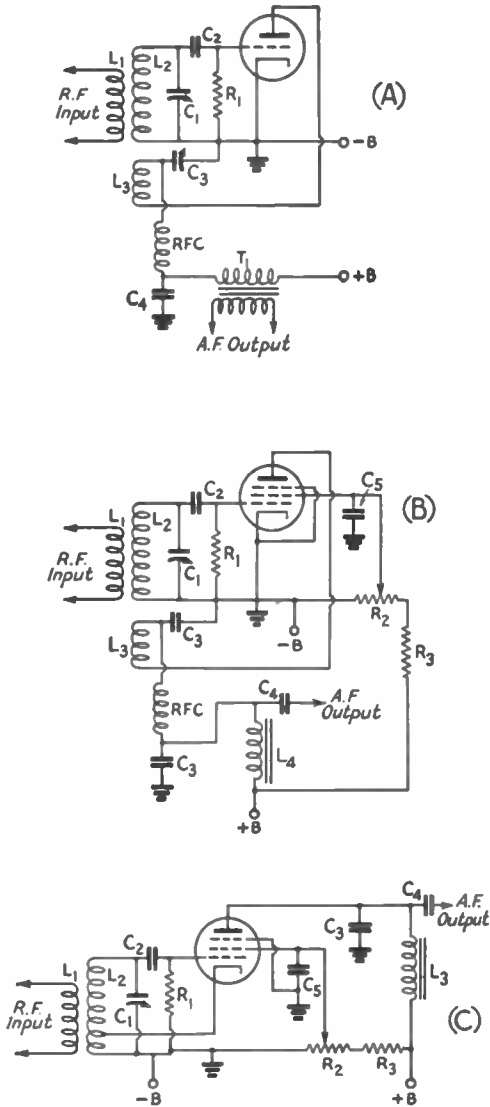 C2
L1
L2
R.F. Input
C1
R1
(A)
-B
C3
L3
RFC
T1
+B
C4
A.F. Output
C5
C2
(B)
L1
L2
R.F. Input
C1
R1
R2
-B
C3
L3
R3
C4
A.F. Output
RFC
C3
L4
+B
C4
A.F. Output
C3
C2
L3
L1
L2
R1
C5
R.F. Input
C1
(C)
R2
R3
-B
+B